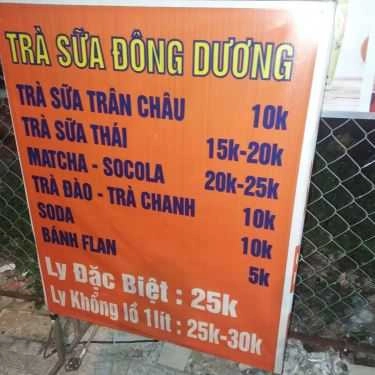 TRÀ SỮA ĐÔNG DƯƠNG
TRÀ SỮA TRÂN CHÂU 10k
TRÀ SỮA THÁI 15k-20k
MATCHA - SOCOLA 20k-25k
TRÀ ĐÀO - TRÀ CHANH 10k
SODA 10k
BÁNH FLAN 5k
Ly Đặc Biệt : 25k
Ly Khổng lồ 1lít : 25k-30k